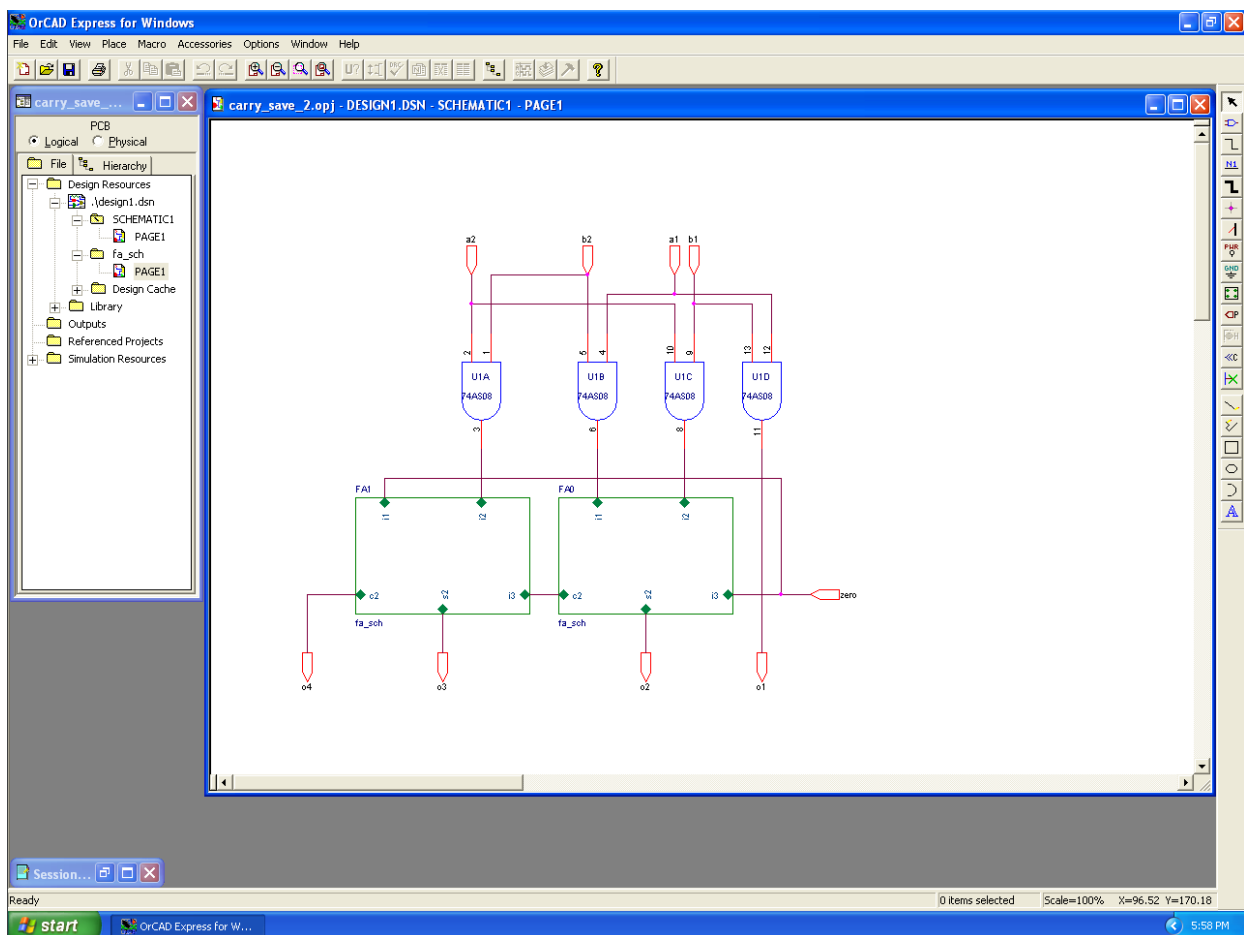 OrCAD Express for Windows
File Edit View Place Macro Accessories Options Window Help
U?
DRC
N1
PWR
GND
carry_save_...
PCB
Logical Physical
File Hierarchy
Design Resources
.\design1.dsn
SCHEMATIC1
PAGE1
fa_sch
PAGE1
Design Cache
Library
Outputs
Referenced Projects
Simulation Resources
carry_save_2.opj - DESIGN1.DSN - SCHEMATIC1 - PAGE1
a2 b2 a1 b1
2 1 5 4 10 9 13 12
U1A U1B U1C U1D
74AS08 74AS08 74AS08 74AS08
3 6 8 11
FA1 FA0
i1 i2 i1 i2
c2 s2 i3 c2 s2 i3 zero
fa_sch fa_sch
o4 o3 o2 o1
Session...
Ready 0 items selected Scale=100% X=96.52 Y=170.18
start OrCAD Express for W... 5:58 PM